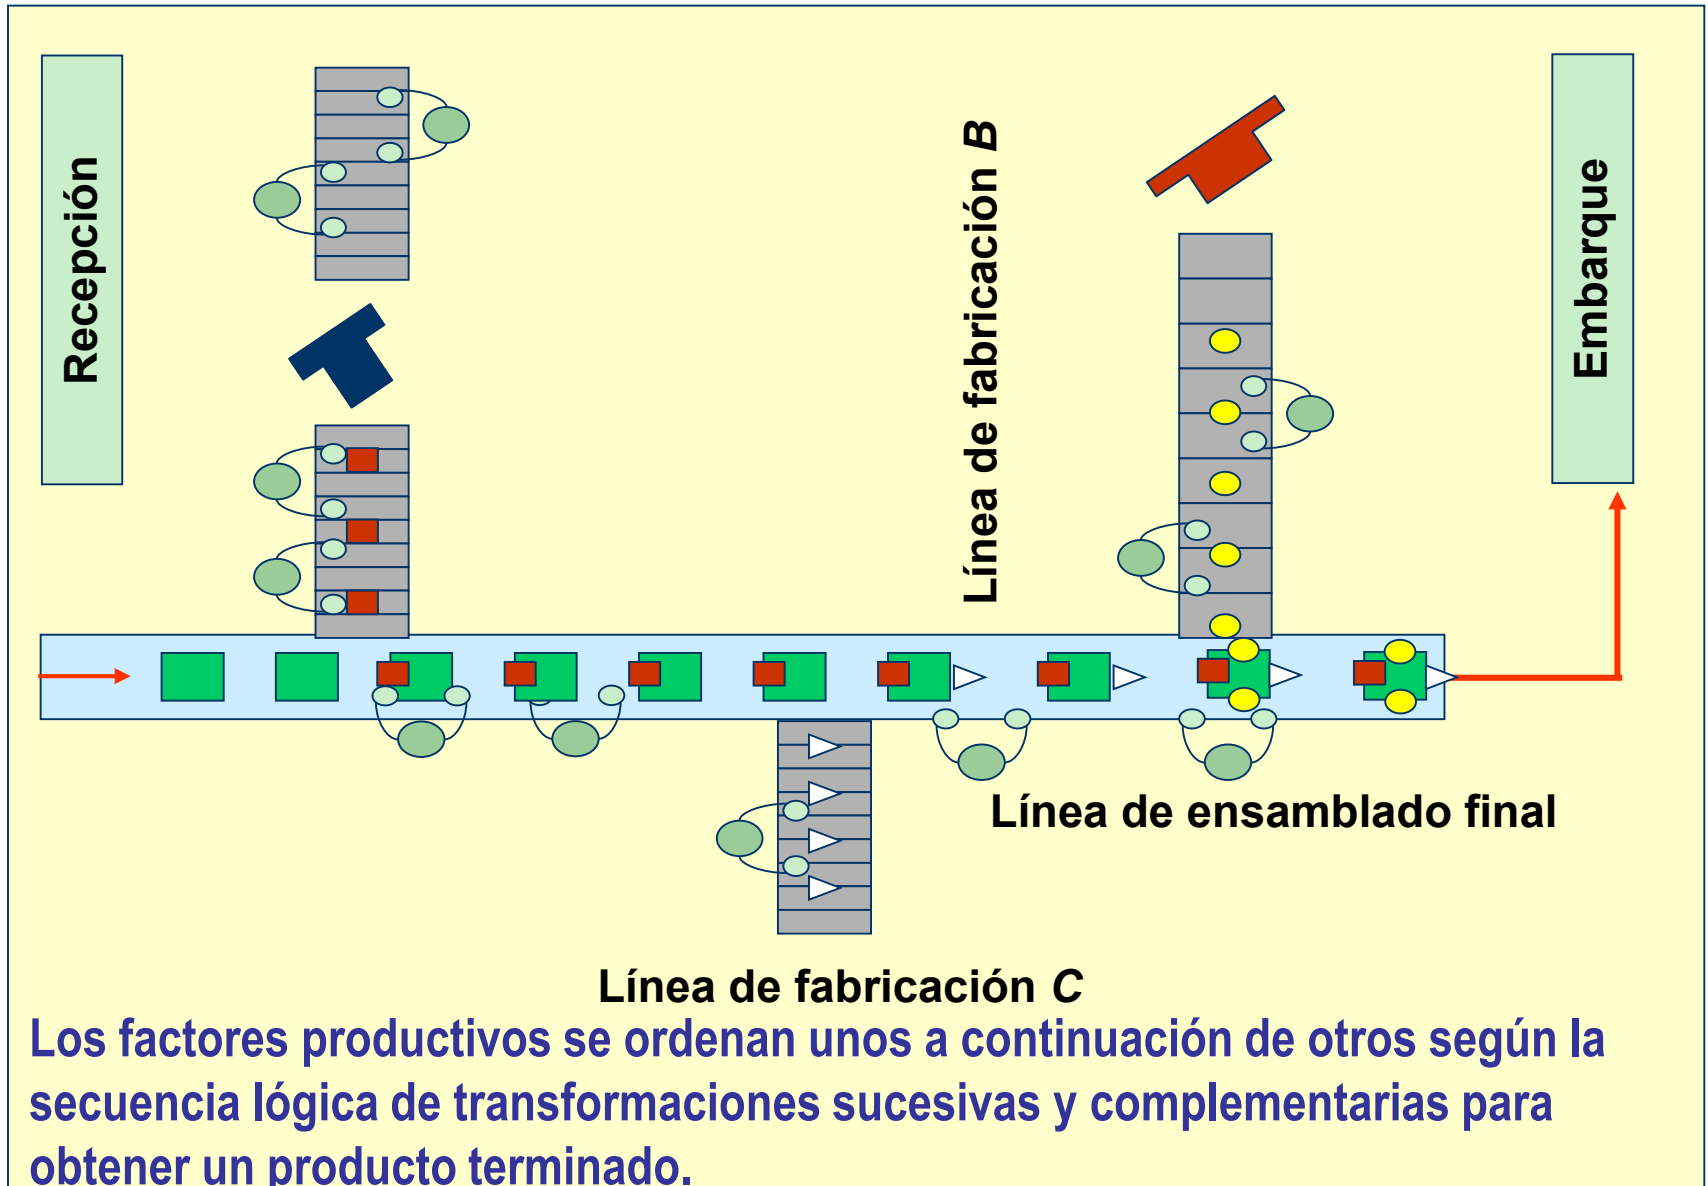 Recepción
Línea de fabricación B
Embarque
Línea de ensamblado final
Línea de fabricación C
Los factores productivos se ordenan unos a continuación de otros según la
secuencia lógica de transformaciones sucesivas y complementarias para
obtener un producto terminado.